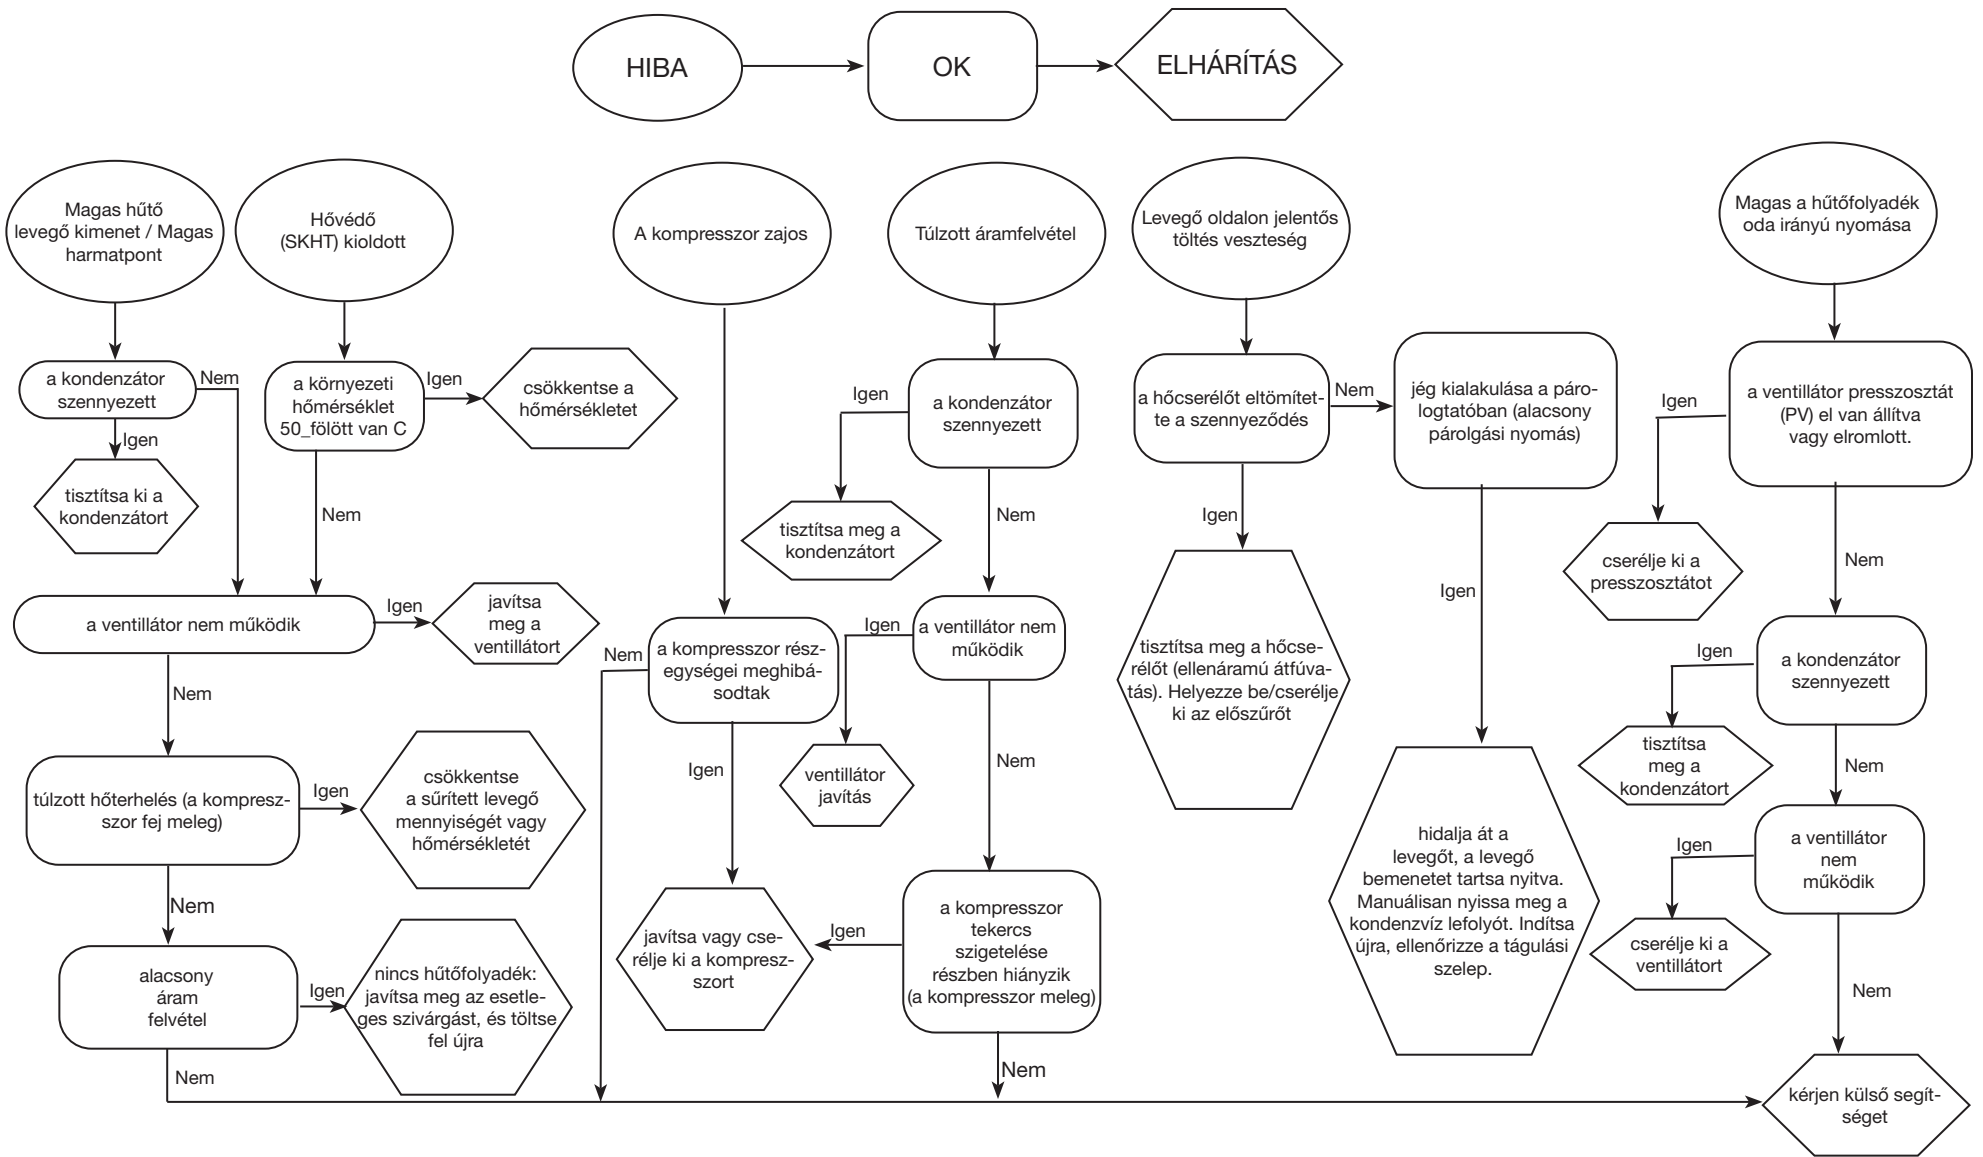 HIBA
OK
ELHÁRÍTÁS
Magas hűtő
levegő kimenet / Magas
harmatpont
a kondenzátor
szennyezett
Nem
Igen
tisztítsa ki a
kondenzátort
Hővédő
(SKHT) kioldott
a környezeti
hőmérséklet
50_fölött van C
Igen
csökkentse a
hőmérsékletet
Nem
a ventillátor nem működik
Igen
javítsa
meg a
ventillátort
Nem
túlzott hőterhelés (a kompresz-
szor fej meleg)
Igen
csökkentse
a sűrített levegő
mennyiségét vagy
hőmérsékletét
Nem
alacsony
áram
felvétel
Igen
nincs hűtőfolyadék:
javítsa meg az esetle-
ges szivárgást, és töltse
fel újra
Nem
A kompresszor zajos
a kompresszor rész-
egységei meghibá-
sodtak
Nem
Igen
javítsa vagy cse-
rélje ki a kompresz-
szort
Túlzott áramfelvétel
a kondenzátor
szennyezett
Igen
tisztítsa meg a
kondenzátort
Nem
a ventillátor nem
működik
Igen
ventillátor
javítás
Nem
a kompresszor
tekercs
szigetelése
részben hiányzik
(a kompresszor meleg)
Igen
Nem
Levegő oldalon jelentős
töltés veszteség
a hőcserélőt eltömítet-
te a szennyeződés
Nem
Igen
tisztítsa meg a hőcse-
rélőt (ellenáramú átfúva-
tás). Helyezze be/cserélje
ki az előszűrőt
jég kialakulása a páro-
logtatóban (alacsony
párolgási nyomás)
Igen
hidalja át a
levegőt, a levegő
bemenetet tartsa nyitva.
Manuálisan nyissa meg a
kondenzvíz lefolyót. Indítsa
újra, ellenőrizze a tágulási
szelep.
Magas a hűtőfolyadék
oda irányú nyomása
a ventillátor presszosztát
(PV) el van állítva
vagy elromlott.
Igen
cserélje ki a
presszosztátot
Nem
a kondenzátor
szennyezett
Igen
tisztítsa
meg a
kondenzátort
Nem
a ventillátor
nem
működik
Igen
cserélje ki a
ventillátort
Nem
kérjen külső segít-
séget